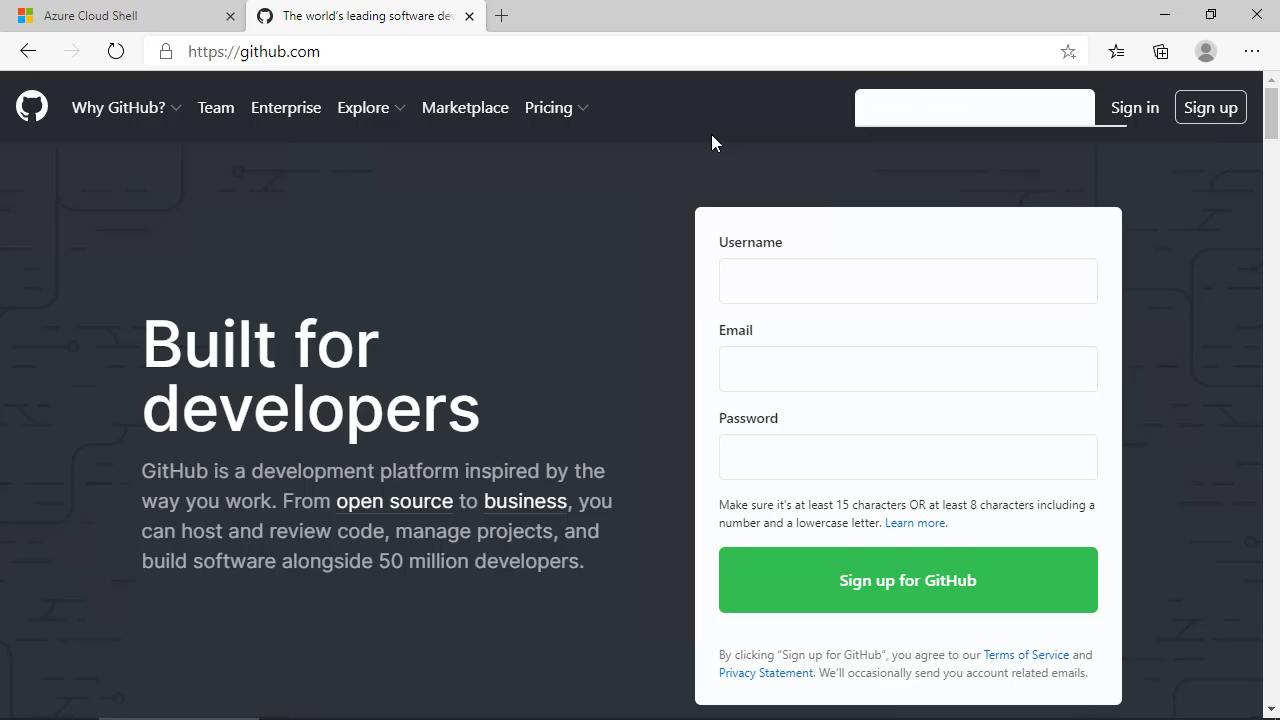 Azure Cloud Shell
The world's leading software dev
https://github.com
Why GitHub? Team Enterprise Explore Marketplace Pricing Sign in Sign up
Built for
developers
GitHub is a development platform inspired by the
way you work. From open source to business, you
can host and review code, manage projects, and
build software alongside 50 million developers.
Username
Email
Password
Make sure it's at least 15 characters OR at least 8 characters including a
number and a lowercase letter. Learn more.
Sign up for GitHub
By clicking “Sign up for GitHub”, you agree to our Terms of Service and
Privacy Statement. We'll occasionally send you account related emails.